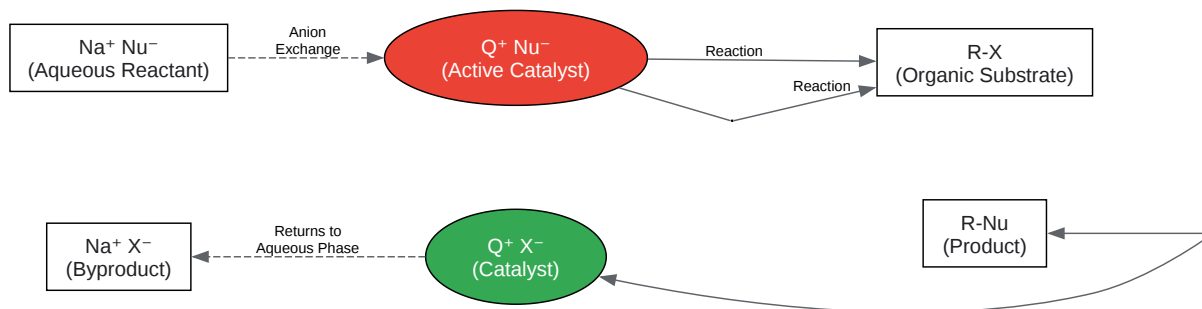 Na⁺ Nu⁻
(Aqueous Reactant)
Anion
Exchange
Q⁺ Nu⁻
(Active Catalyst)
Reaction
Reaction
R-X
(Organic Substrate)
Na⁺ X⁻
(Byproduct)
Returns to
Aqueous Phase
Q⁺ X⁻
(Catalyst)
R-Nu
(Product)